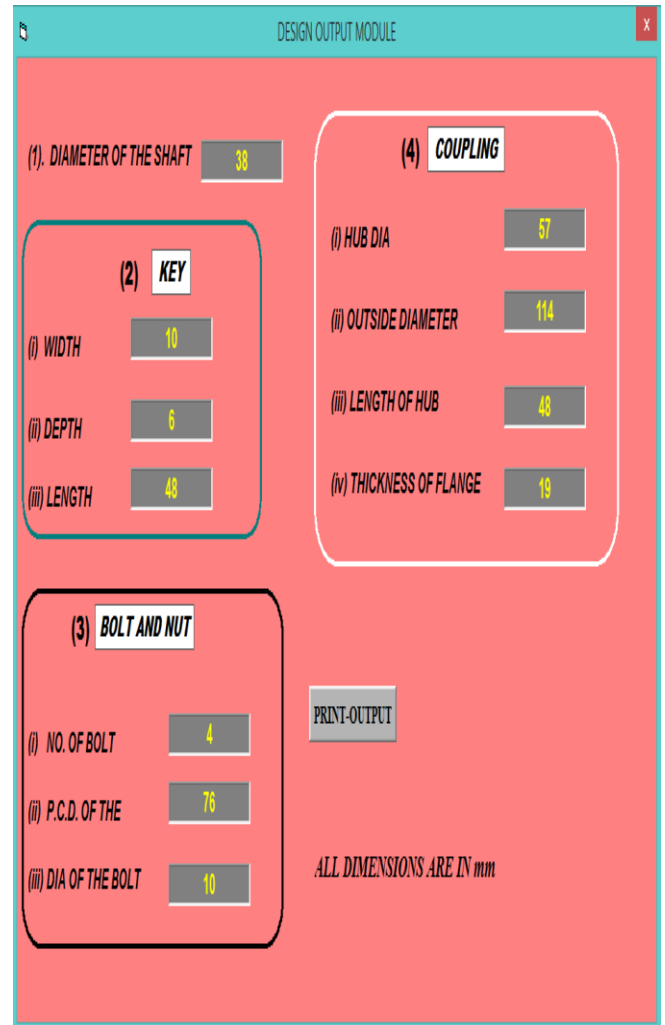 DESIGN OUTPUT MODULE
x
(1). DIAMETER OF THE SHAFT 38
(2) KEY
(i) WIDTH 10
(ii) DEPTH 6
(iii) LENGTH 48
(3) BOLT AND NUT
(i) NO. OF BOLT 4
(ii) P.C.D. OF THE 76
(iii) DIA OF THE BOLT 10
(4) COUPLING
(i) HUB DIA 57
(ii) OUTSIDE DIAMETER 114
(iii) LENGTH OF HUB 48
(iv) THICKNESS OF FLANGE 19
PRINT-OUTPUT
ALL DIMENSIONS ARE IN mm